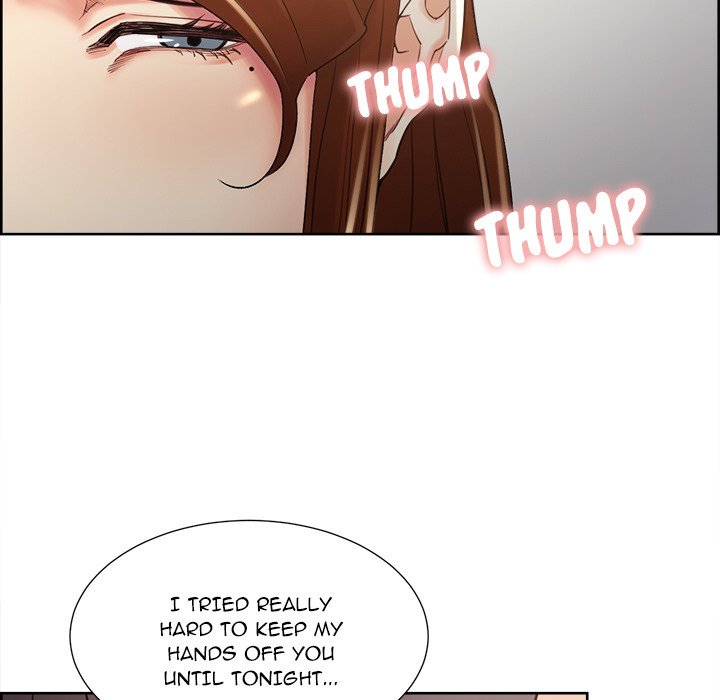 THUMP
THUMP
I TRIED REALLY
HARD TO KEEP MY
HANDS OFF YOU
UNTIL TONIGHT...